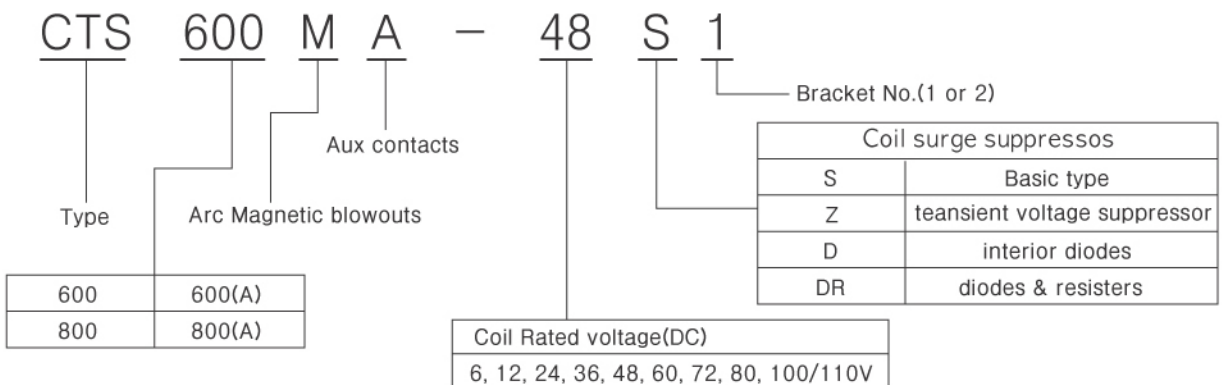 CTS 600 M A - 48 S 1
Bracket No.(1 or 2)
Aux contacts
Coil surge suppressos
S Basic type
Z teansient voltage suppressor
D interior diodes
DR diodes & resisters
Type
Arc Magnetic blowouts
600 600(A)
800 800(A)
Coil Rated voltage(DC)
6, 12, 24, 36, 48, 60, 72, 80, 100/110V